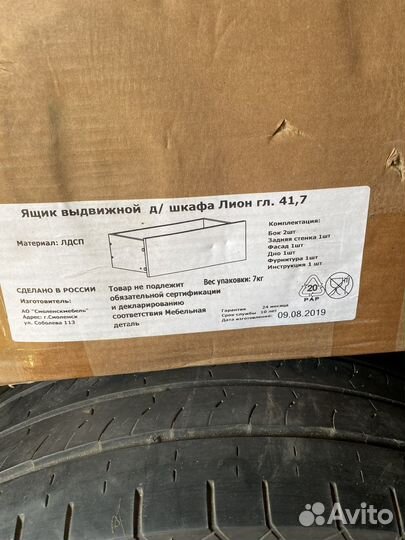 Ящик выдвижной д/ шкафа Лион гл. 41,7
Материал: ЛДСП
Комплектация:
Бок 2шт
Задняя стенка 1шт
Фасад 1шт
Дно 1шт
Фурнитура 1шт
Инструкция 1 шт
СДЕЛАНО В РОССИИ
Изготовитель:
АО "Смоленскмебель"
Адрес: г.Смоленск
ул. Соболева 113
Товар не подлежит
обязательной сертификации
и декларированию
соответствия Мебельная
деталь
Вес упаковки: 7кг
Гарантия 24 месяца
Срок службы 10 лет
Дата изготовления 09.08.2019
20
PAP
Avito